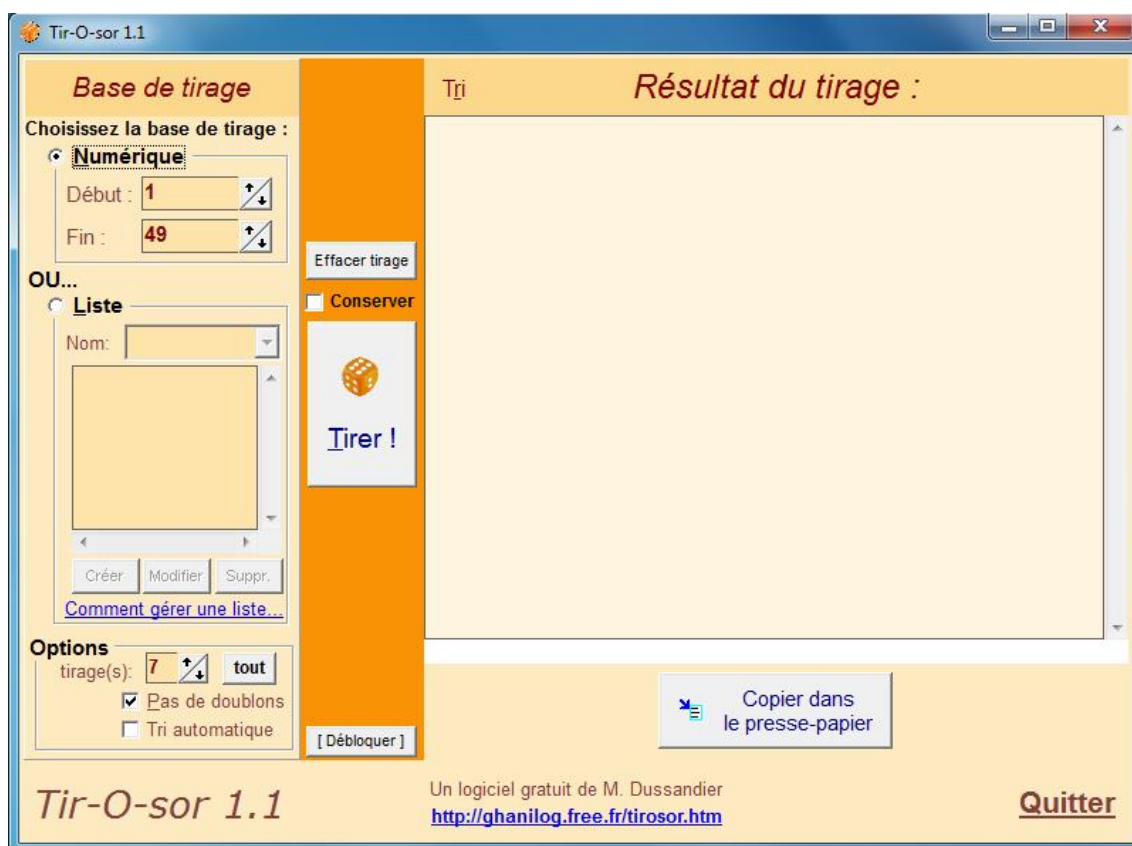 Tir-O-sor 1.1
Base de tirage
Choisissez la base de tirage :
Numérique
Début : 1
Fin : 49
OU...
Liste
Nom:
Créer Modifier Suppr.
Comment gérer une liste...
Options
tirage(s): 7 tout
Pas de doublons
Tri automatique
Effacer tirage
Conserver
Tirer !
[ Débloquer ]
Tri Résultat du tirage :
Copier dans
le presse-papier
Tir-O-sor 1.1
Un logiciel gratuit de M. Dussandier
http://ghanilog.free.fr/tirosor.htm
Quitter